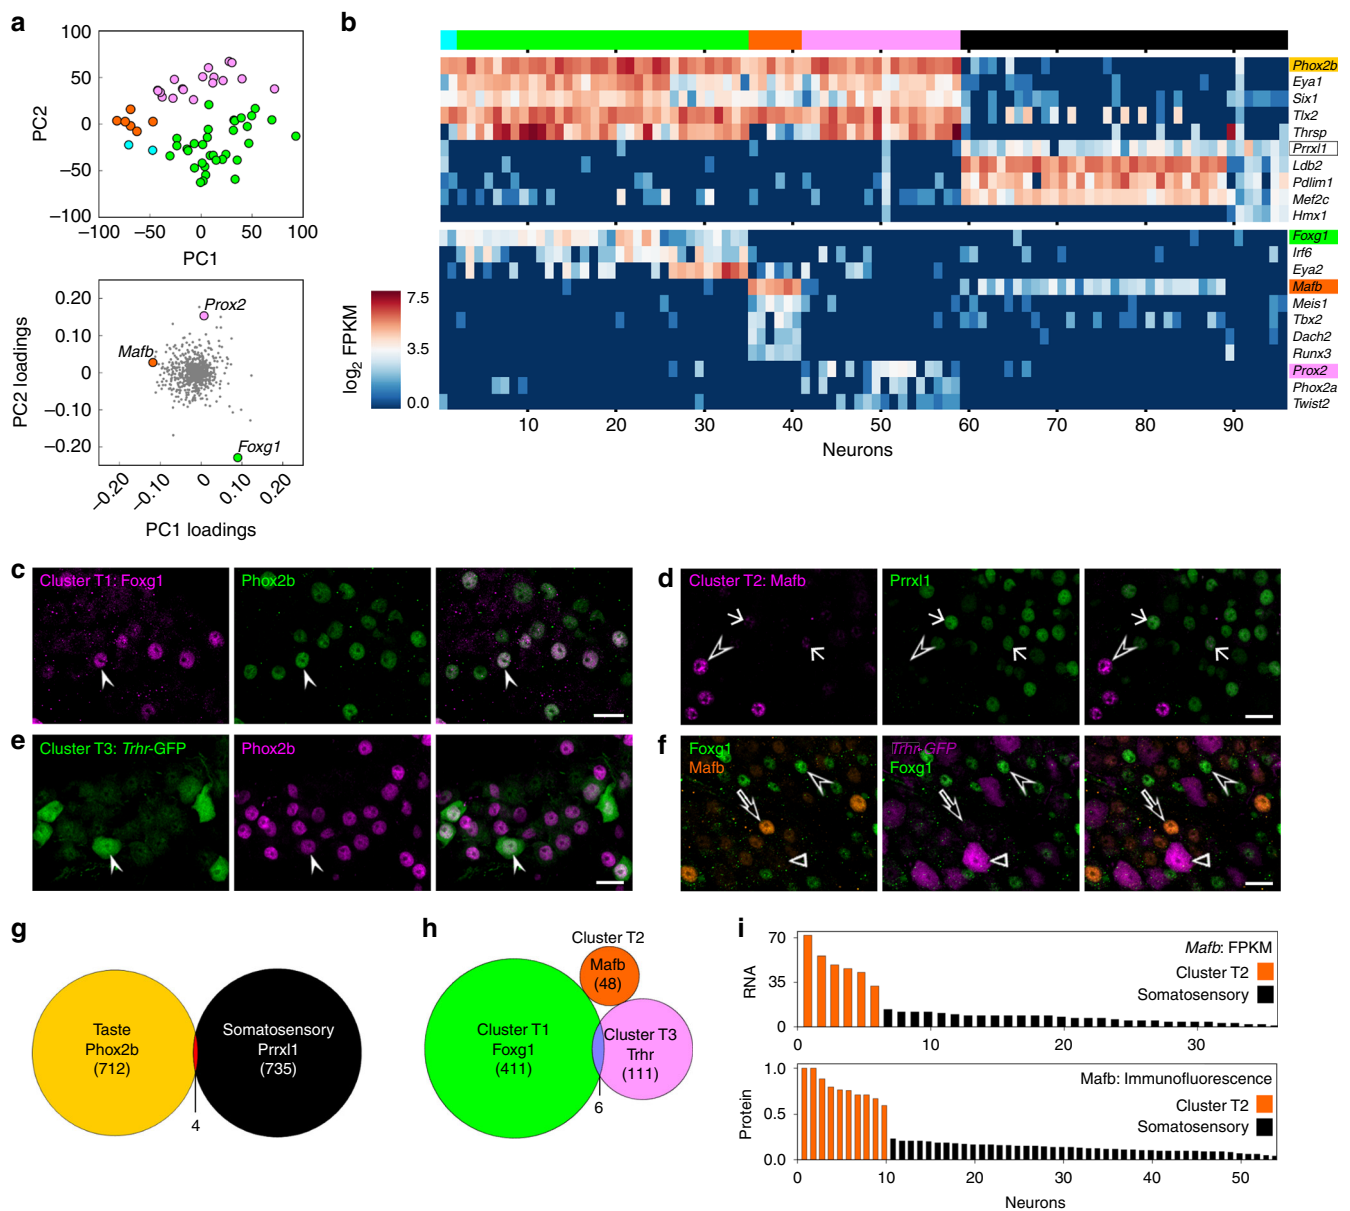 a
100
50
0
−50
−100
PC2
−100
−50
0
50
100
PC1
0.20
0.10
0
−0.10
−0.20
PC2 loadings
Prox2
Mafb
Foxg1
−0.20
−0.10
0
0.10
0.20
PC1 loadings
b
Phox2b
Eya1
Six1
Tlx2
Thrsp
Prrxl1
Ldb2
Pdlim1
Mef2c
Hmx1
Foxg1
Irf6
Eya2
Mafb
Meis1
Tbx2
Dach2
Runx3
Prox2
Phox2a
Twist2
log2 FPKM
7.5
3.5
0.0
10 20 30 40 50 60 70 80 90
Neurons
c
Cluster T1: Foxg1
Phox2b
d
Cluster T2: Mafb
Prrxl1
e
Cluster T3: Trhr-GFP
Phox2b
f
Foxg1
Mafb
Trhr-GFP
Foxg1
g
Taste
Phox2b
(712)
Somatosensory
Prrxl1
(735)
4
h
Cluster T2
Mafb
(48)
Cluster T1
Foxg1
(411)
Cluster T3
Trhr
(111)
6
i
70
35
0
RNA
Mafb: FPKM
Cluster T2
Somatosensory
0 10 20 30
1.0
0.5
0.0
Protein
Mafb: Immunofluorescence
Cluster T2
Somatosensory
0 10 20 30 40 50
Neurons